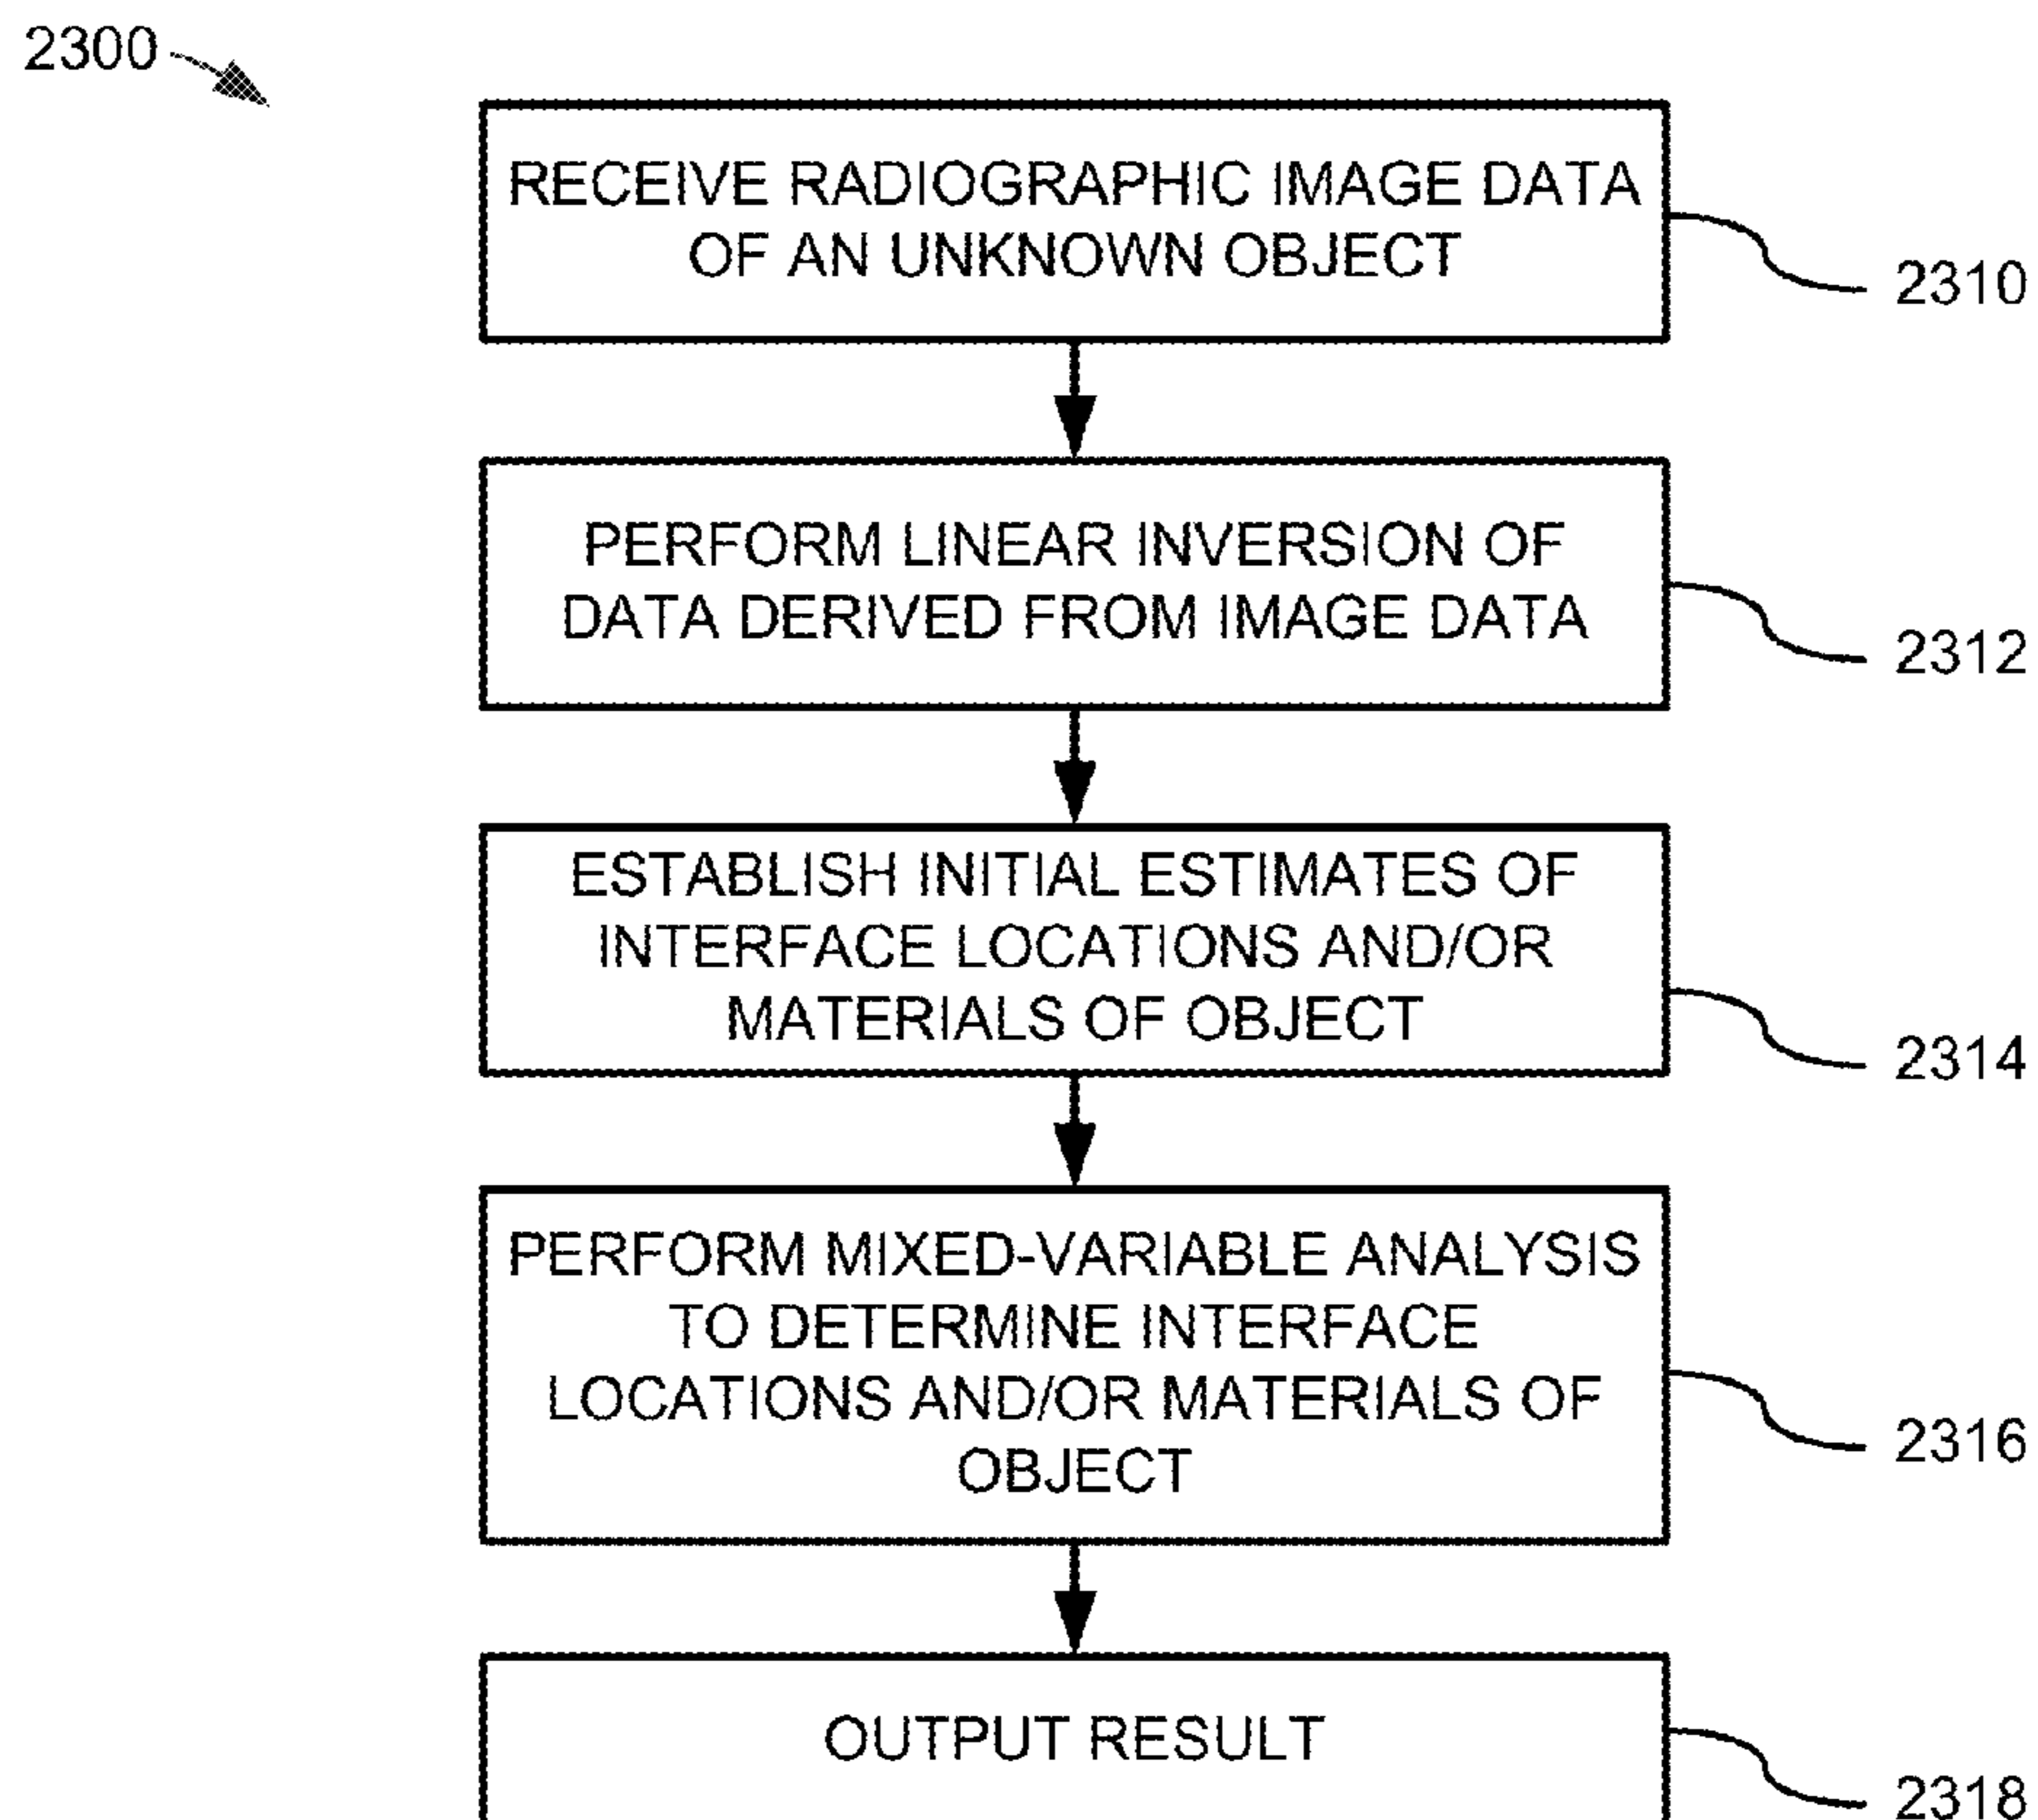 2300
RECEIVE RADIOGRAPHIC IMAGE DATA
OF AN UNKNOWN OBJECT
2310
PERFORM LINEAR INVERSION OF
DATA DERIVED FROM IMAGE DATA
2312
ESTABLISH INITIAL ESTIMATES OF
INTERFACE LOCATIONS AND/OR
MATERIALS OF OBJECT
2314
PERFORM MIXED-VARIABLE ANALYSIS
TO DETERMINE INTERFACE
LOCATIONS AND/OR MATERIALS OF
OBJECT
2316
OUTPUT RESULT
2318